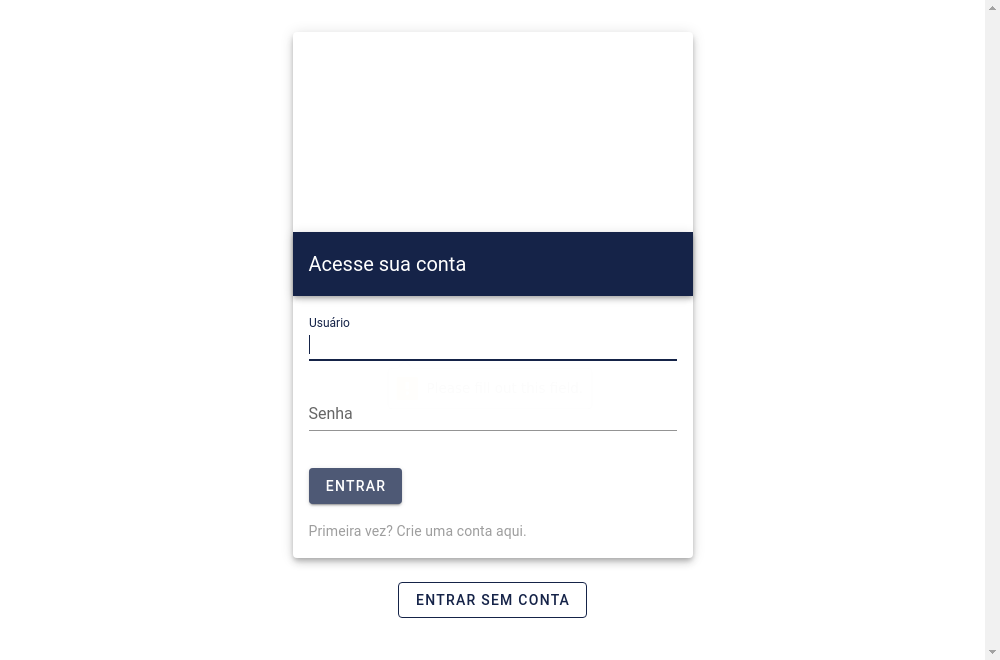 Acesse sua conta
Usuário
Senha
ENTRAR
Primeira vez? Crie uma conta aqui.
ENTRAR SEM CONTA